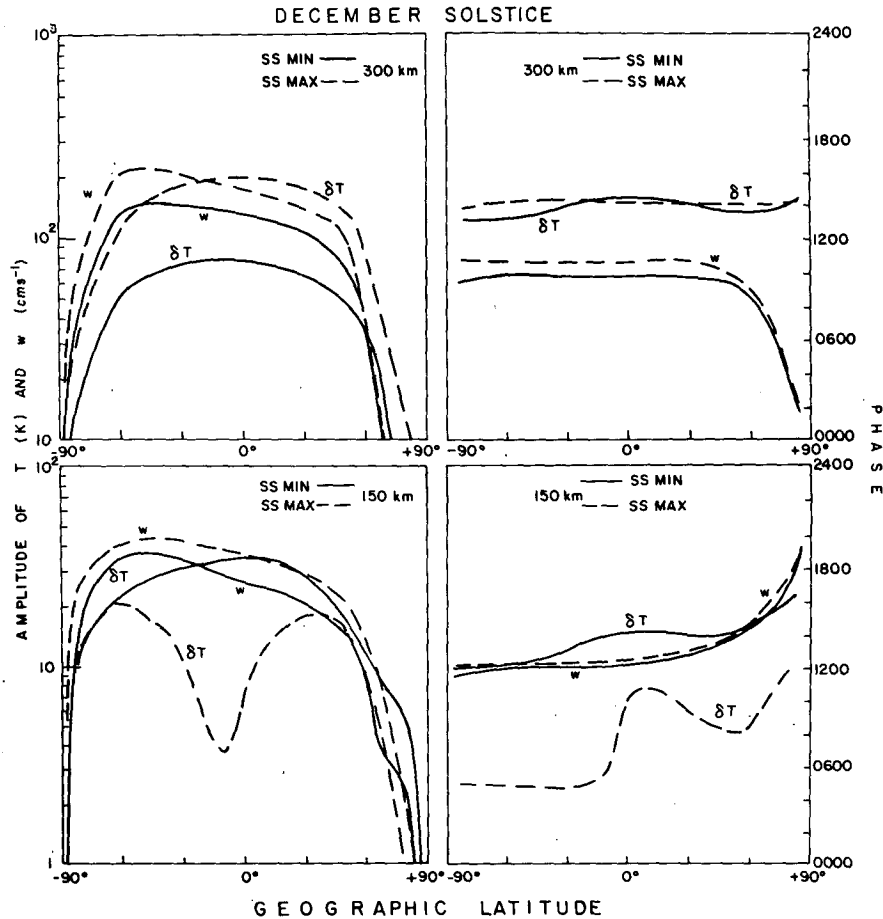 DECEMBER SOLSTICE
10³
SS MIN
300 km
SS MAX
w
δT
w
δT
10²
10
-90°
0°
+90°
SS MIN
300 km
SS MAX
2400
1800
1200
0600
0000
δT
δT
w
-90°
0°
+90°
10²
SS MIN
150 km
SS MAX
w
δT
w
δT
10
1
-90°
0°
+90°
SS MIN
150 km
SS MAX
2400
1800
1200
0600
0000
w
δT
w
δT
-90°
0°
+90°
AMPLITUDE OF T (K) AND w (cms⁻¹)
PHASE
GEOGRAPHIC LATITUDE